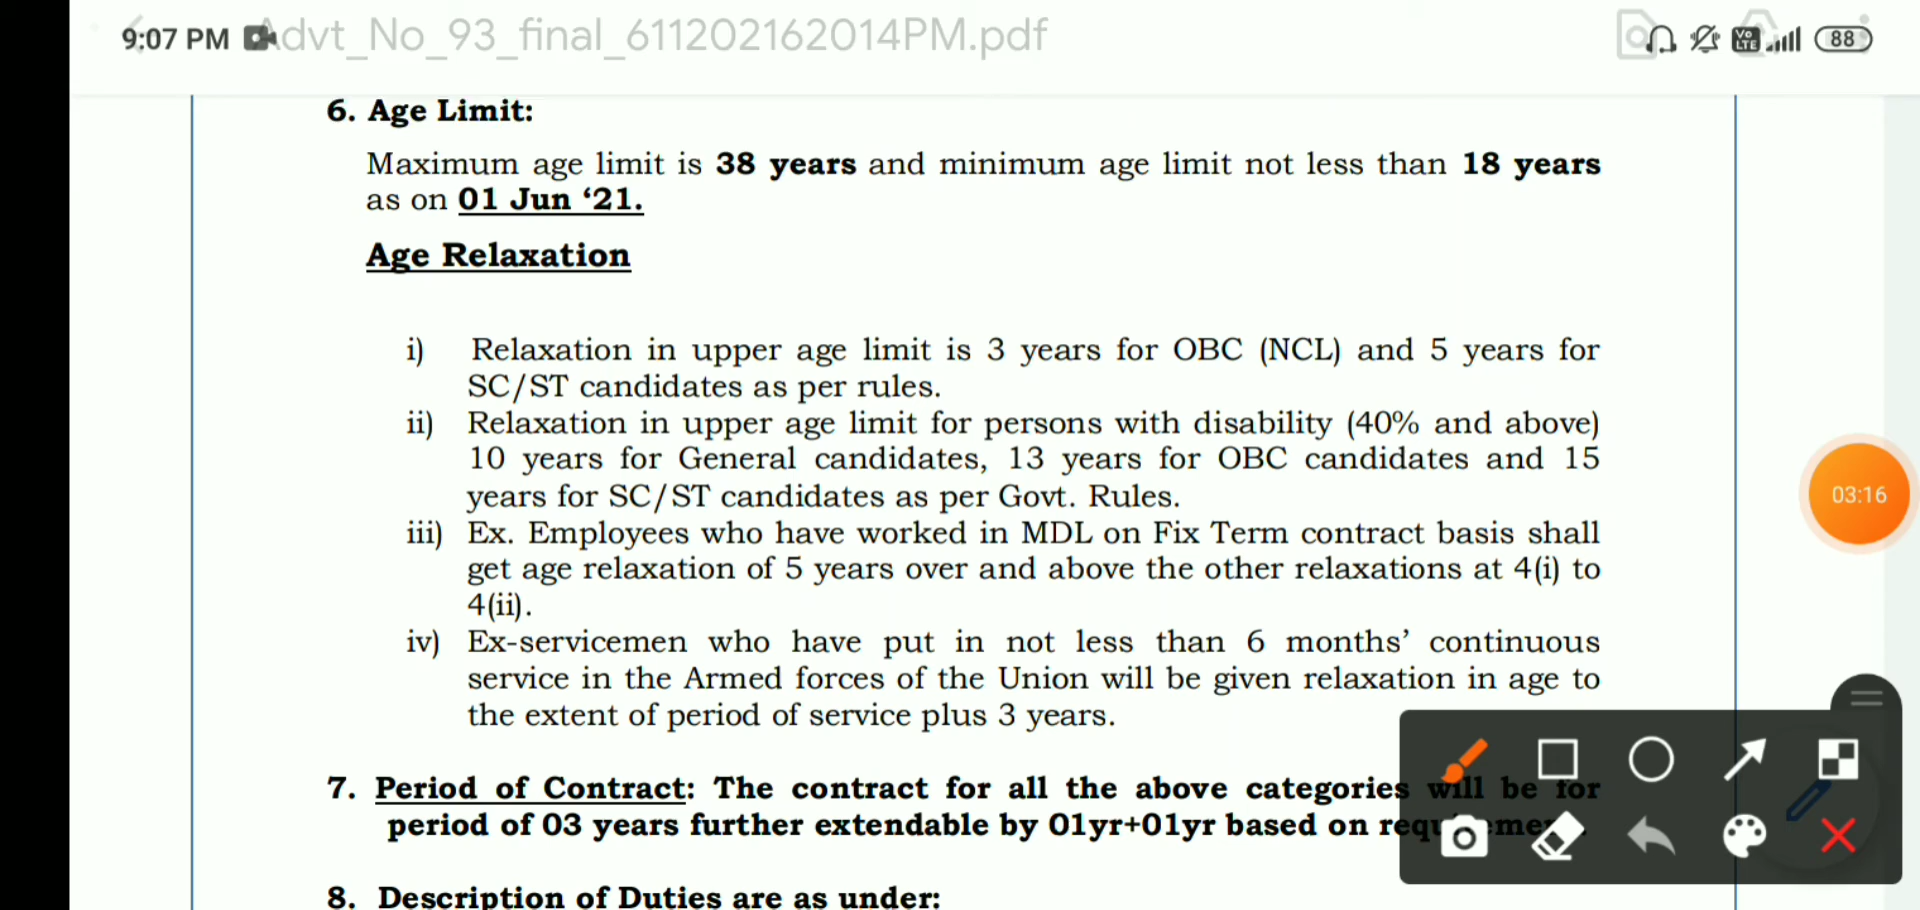 9:07 PM
Advt_No_93_final_611202162014PM.pdf
Vo
LTE
88
6. Age Limit:
Maximum age limit is 38 years and minimum age limit not less than 18 years
as on 01 Jun ‘21.
Age Relaxation
i) Relaxation in upper age limit is 3 years for OBC (NCL) and 5 years for
SC/ST candidates as per rules.
ii) Relaxation in upper age limit for persons with disability (40% and above)
10 years for General candidates, 13 years for OBC candidates and 15
years for SC/ST candidates as per Govt. Rules.
03:16
iii) Ex. Employees who have worked in MDL on Fix Term contract basis shall
get age relaxation of 5 years over and above the other relaxations at 4(i) to
4(ii).
iv) Ex-servicemen who have put in not less than 6 months’ continuous
service in the Armed forces of the Union will be given relaxation in age to
the extent of period of service plus 3 years.
7. Period of Contract: The contract for all the above categories will be for
period of 03 years further extendable by 01yr+01yr based on
8. Description of Duties are as under: